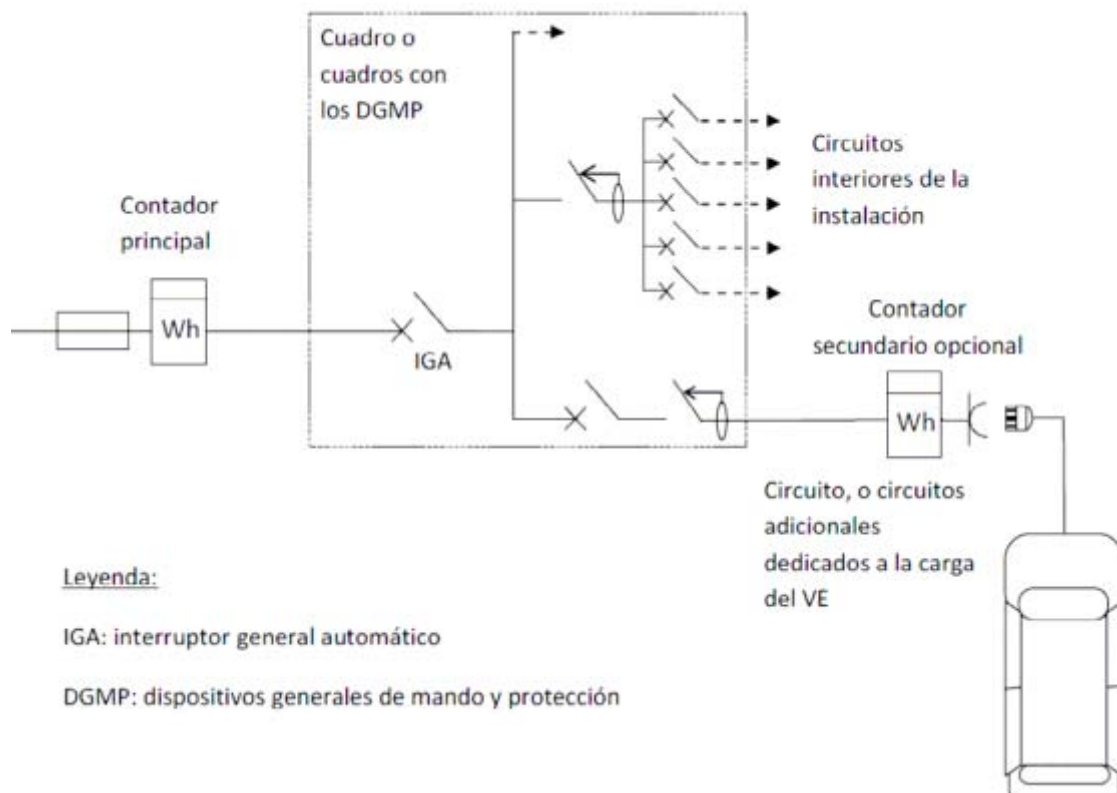 Cuadro o
cuadros con
los DGMP
Circuitos
interiores de la
instalación
Contador
principal
Wh
IGA
Contador
secundario opcional
Wh
Circuito, o circuitos
adicionales
dedicados a la carga
del VE
Leyenda:
IGA: interruptor general automático
DGMP: dispositivos generales de mando y protección